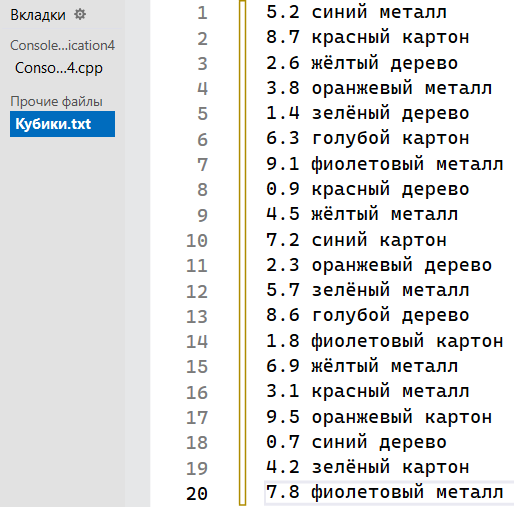 Вкладки
Console...ication4
Conso...4.cpp
Прочие файлы
Кубики.txt
1 5.2 синий металл
2 8.7 красный картон
3 2.6 жёлтый дерево
4 3.8 оранжевый металл
5 1.4 зелёный дерево
6 6.3 голубой картон
7 9.1 фиолетовый металл
8 0.9 красный дерево
9 4.5 жёлтый металл
10 7.2 синий картон
11 2.3 оранжевый дерево
12 5.7 зелёный металл
13 8.6 голубой дерево
14 1.8 фиолетовый картон
15 6.9 жёлтый металл
16 3.1 красный металл
17 9.5 оранжевый картон
18 0.7 синий дерево
19 4.2 зелёный картон
20 7.8 фиолетовый металл